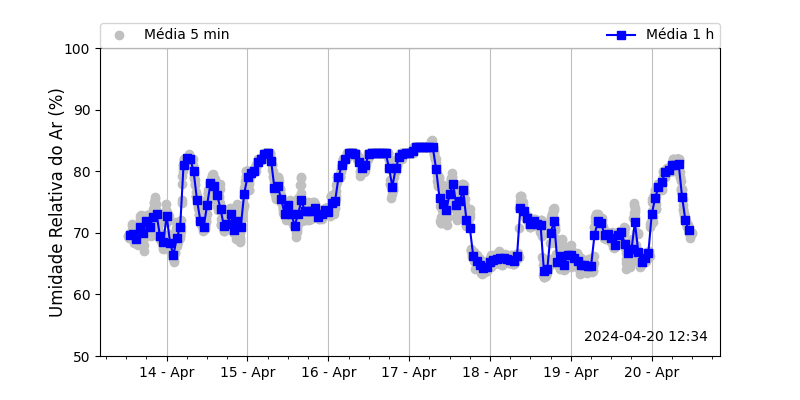 Média 5 min Média 1 h
Umidade Relativa do Ar (%)
100
90
80
70
60
50
2024-04-20 12:34
14 - Apr 15 - Apr 16 - Apr 17 - Apr 18 - Apr 19 - Apr 20 - Apr